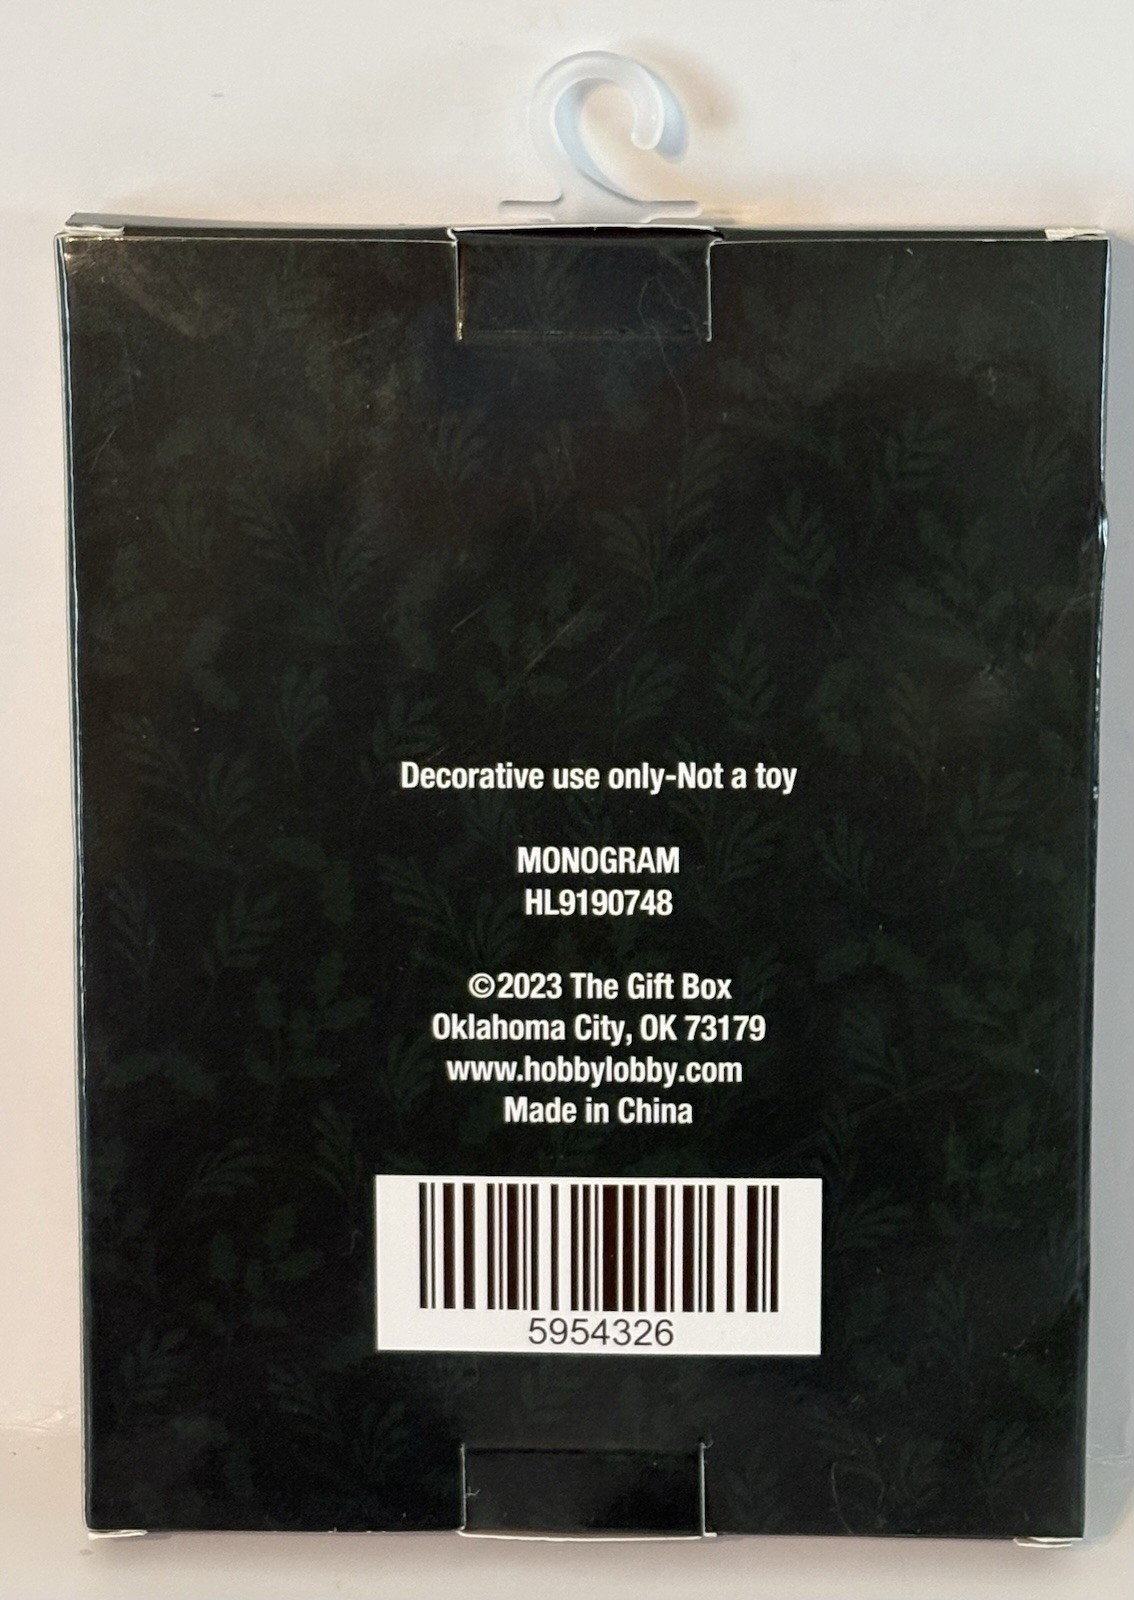 Decorative use only-Not a toy
MONOGRAM
HL9190748
©2023 The Gift Box
Oklahoma City, OK 73179
www.hobbylobby.com
Made in China
5954326